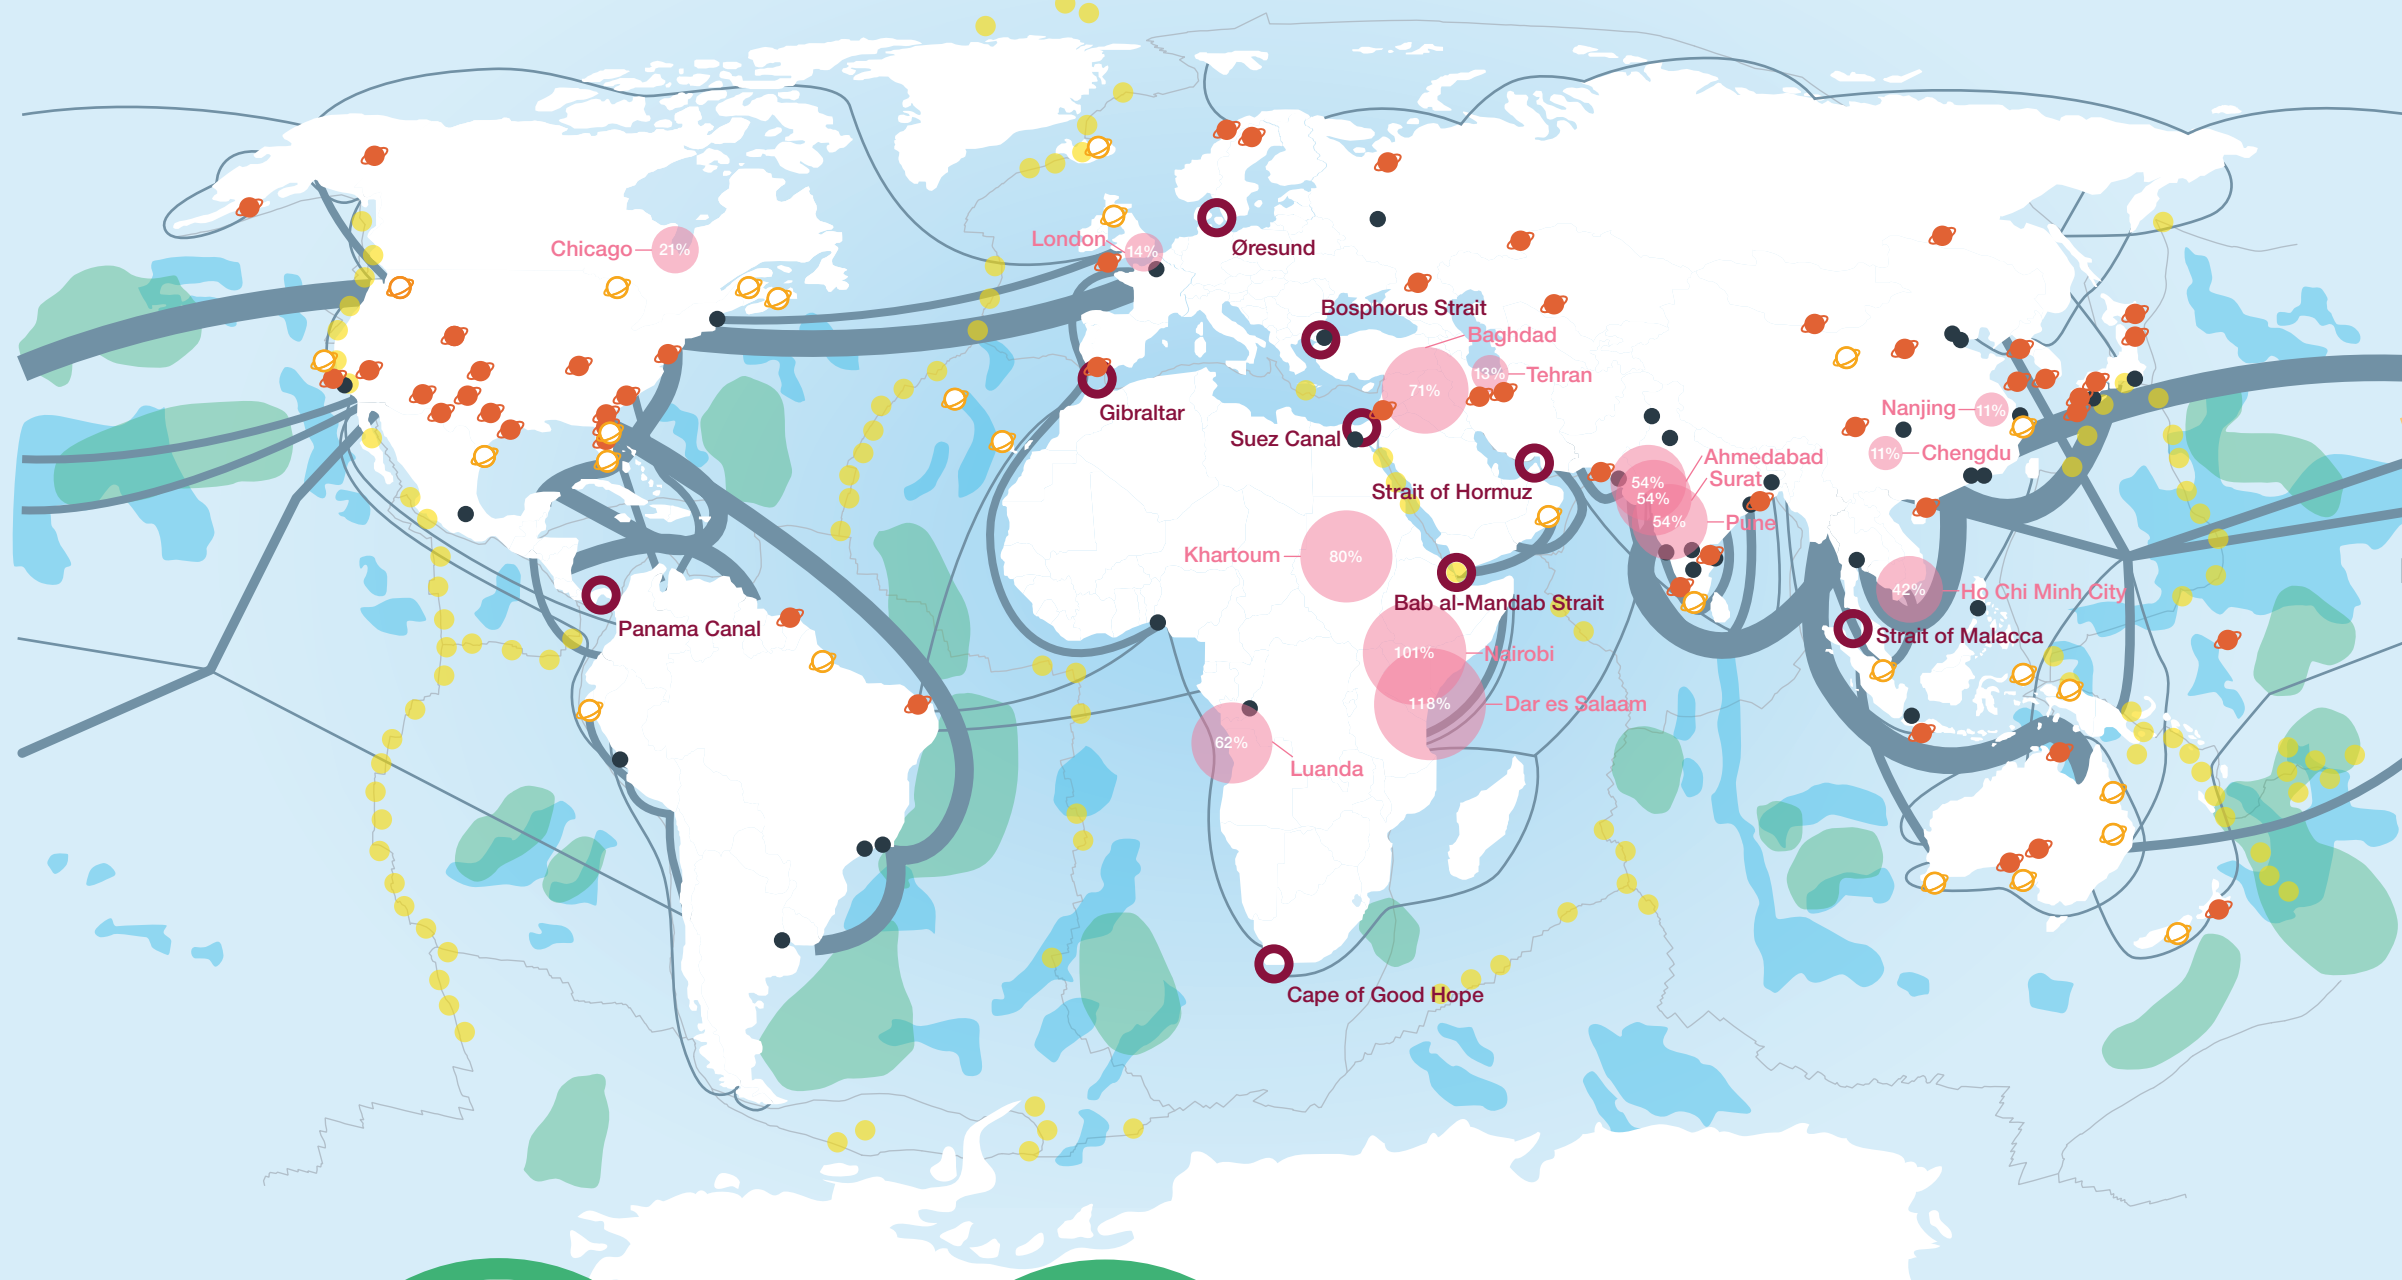 Chicago
21%
London
14%
Øresund
Bosphorus Strait
Baghdad
71%
13%
Tehran
Gibraltar
Suez Canal
Nanjing
11%
11%
Chengdu
Strait of Hormuz
Ahmedabad
54%
Surat
54%
54%
Pune
Khartoum
80%
Bab al-Mandab Strait
42%
Ho Chi Minh City
Panama Canal
Strait of Malacca
101%
Nairobi
118%
Dar es Salaam
62%
Luanda
Cape of Good Hope